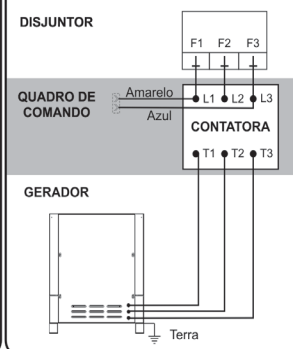 DISJUNTOR
F1 F2 F3
QUADRO DE
COMANDO
Amarelo
Azul
L1 L2 L3
CONTATORA
T1 T2 T3
GERADOR
Terra